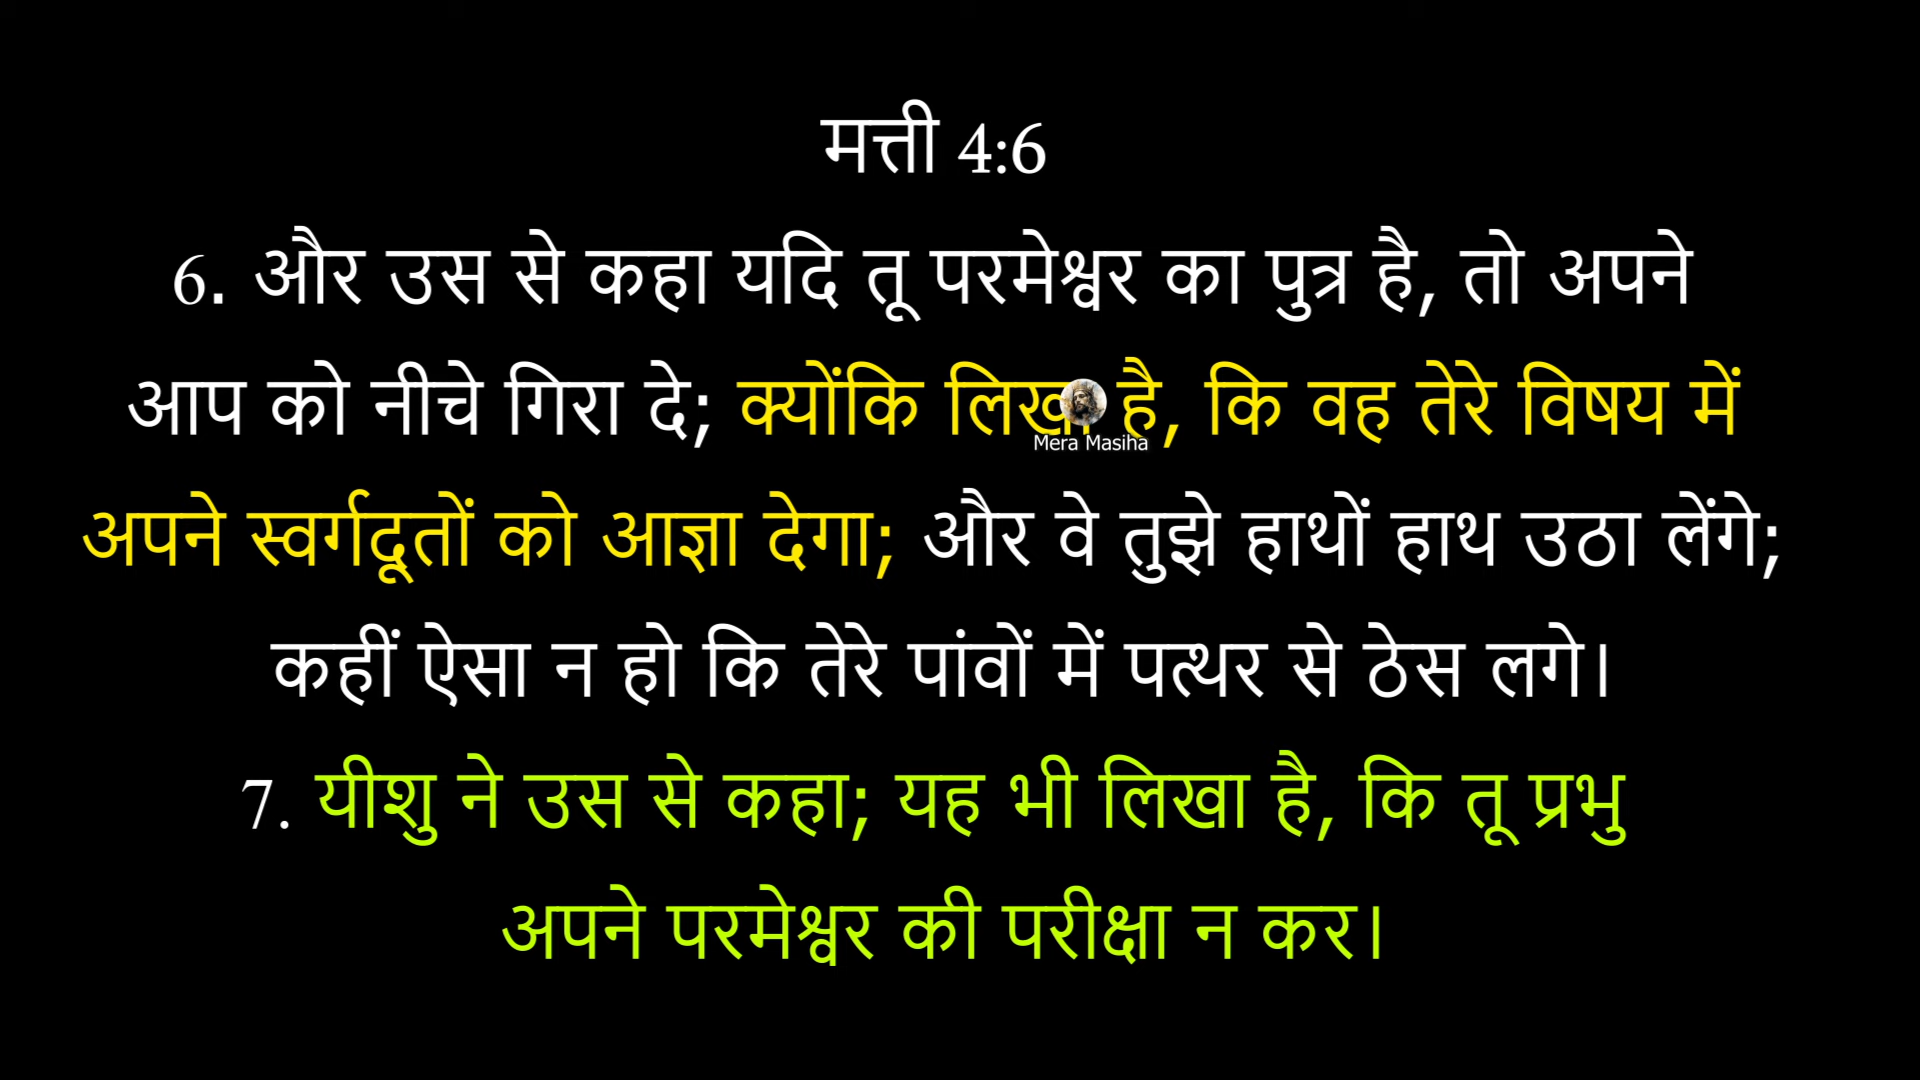 मत्ती 4:6
6. और उस से कहा यदि तू परमेश्वर का पुत्र है, तो अपने
आप को नीचे गिरा दे; क्योंकि लिखा है, कि वह तेरे विषय में
Mera Masiha
अपने स्वर्गदूतों को आज्ञा देगा; और वे तुझे हाथों हाथ उठा लेंगे;
कहीं ऐसा न हो कि तेरे पांवों में पत्थर से ठेस लगे।
7. यीशु ने उस से कहा; यह भी लिखा है, कि तू प्रभु
अपने परमेश्वर की परीक्षा न कर।